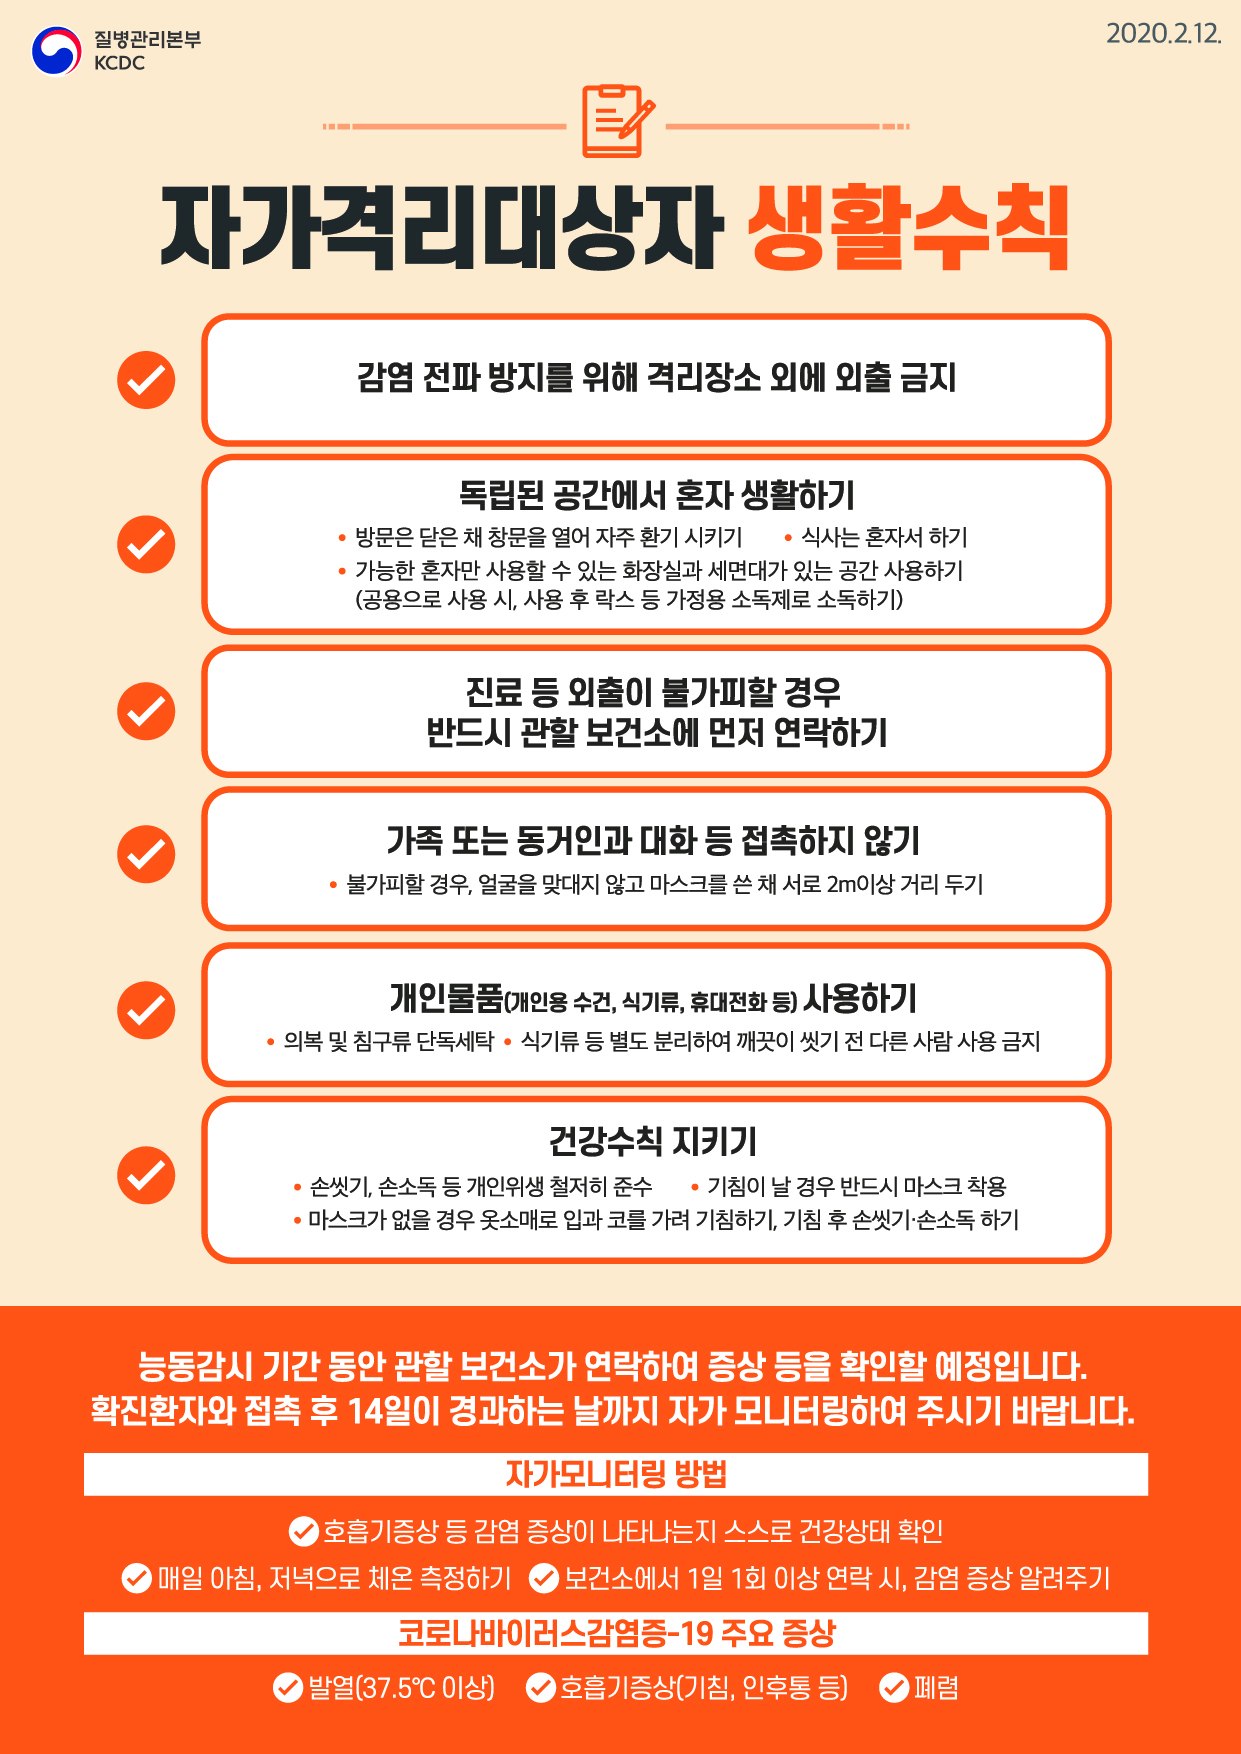 질병관리본부
KCDC
2020.2.12.
자가격리대상자 생활수칙
감염 전파 방지를 위해 격리장소 외에 외출 금지
독립된 공간에서 혼자 생활하기
• 방문은 닫은 채 창문을 열어 자주 환기 시키기 • 식사는 혼자서 하기
• 가능한 혼자만 사용할 수 있는 화장실과 세면대가 있는 공간 사용하기
(공용으로 사용 시, 사용 후 락스 등 가정용 소독제로 소독하기)
진료 등 외출이 불가피할 경우
반드시 관할 보건소에 먼저 연락하기
가족 또는 동거인과 대화 등 접촉하지 않기
• 불가피할 경우, 얼굴을 맞대지 않고 마스크를 쓴 채 서로 2m이상 거리 두기
개인물품(개인용 수건, 식기류, 휴대전화 등) 사용하기
• 의복 및 침구류 단독세탁 • 식기류 등 별도 분리하여 깨끗이 씻기 전 다른 사람 사용 금지
건강수칙 지키기
• 손씻기, 손소독 등 개인위생 철저히 준수 • 기침이 날 경우 반드시 마스크 착용
• 마스크가 없을 경우 옷소매로 입과 코를 가려 기침하기, 기침 후 손씻기·손소독 하기
능동감시 기간 동안 관할 보건소가 연락하여 증상 등을 확인할 예정입니다.
확진환자와 접촉 후 14일이 경과하는 날까지 자가 모니터링하여 주시기 바랍니다.
자가모니터링 방법
호흡기증상 등 감염 증상이 나타나는지 스스로 건강상태 확인
매일 아침, 저녁으로 체온 측정하기 보건소에서 1일 1회 이상 연락 시, 감염 증상 알려주기
코로나바이러스감염증-19 주요 증상
발열(37.5℃ 이상) 호흡기증상(기침, 인후통 등) 폐렴